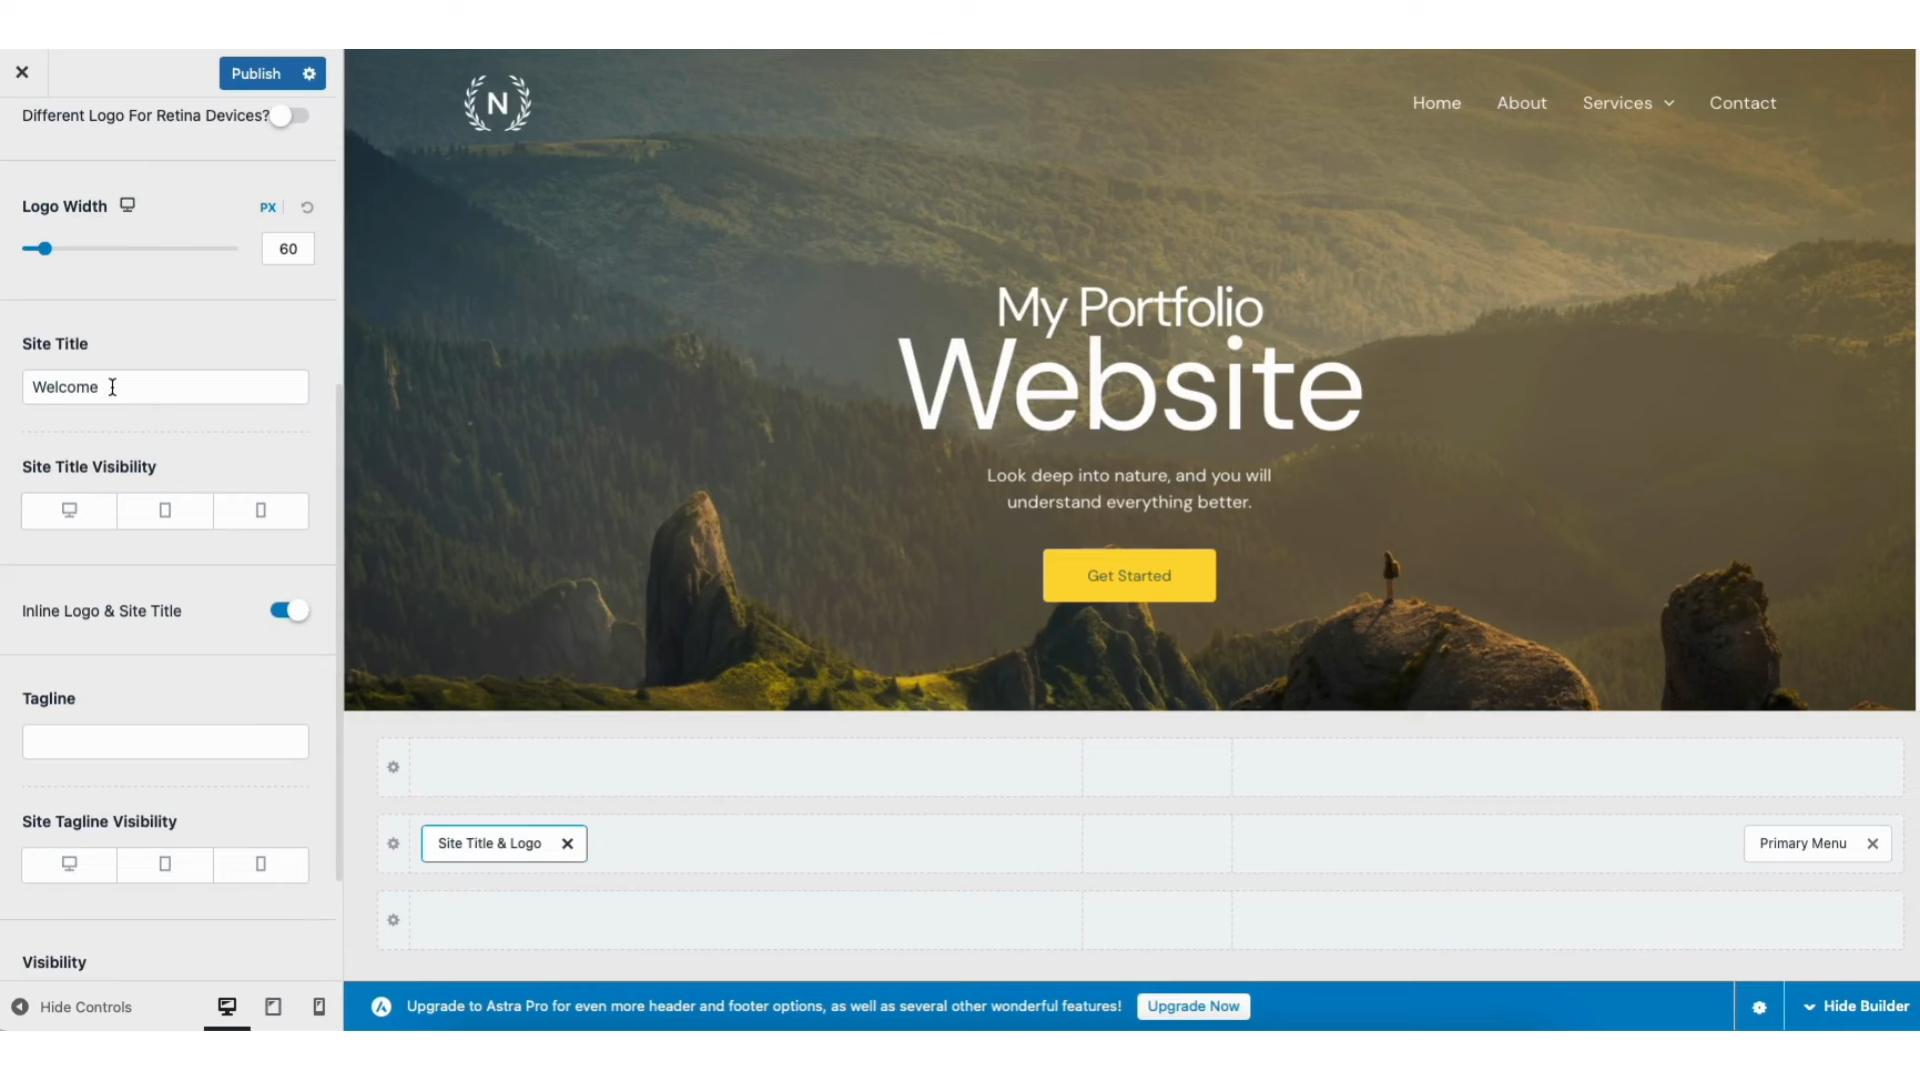 Publish
Different Logo For Retina Devices?
Logo Width
PX
60
Site Title
Welcome
Site Title Visibility
Inline Logo & Site Title
Tagline
Site Tagline Visibility
Visibility
Hide Controls
N
Home About Services Contact
My Portfolio
Website
Look deep into nature, and you will
understand everything better.
Get Started
Site Title & Logo
Primary Menu
Upgrade to Astra Pro for even more header and footer options, as well as several other wonderful features! Upgrade Now
Hide Builder